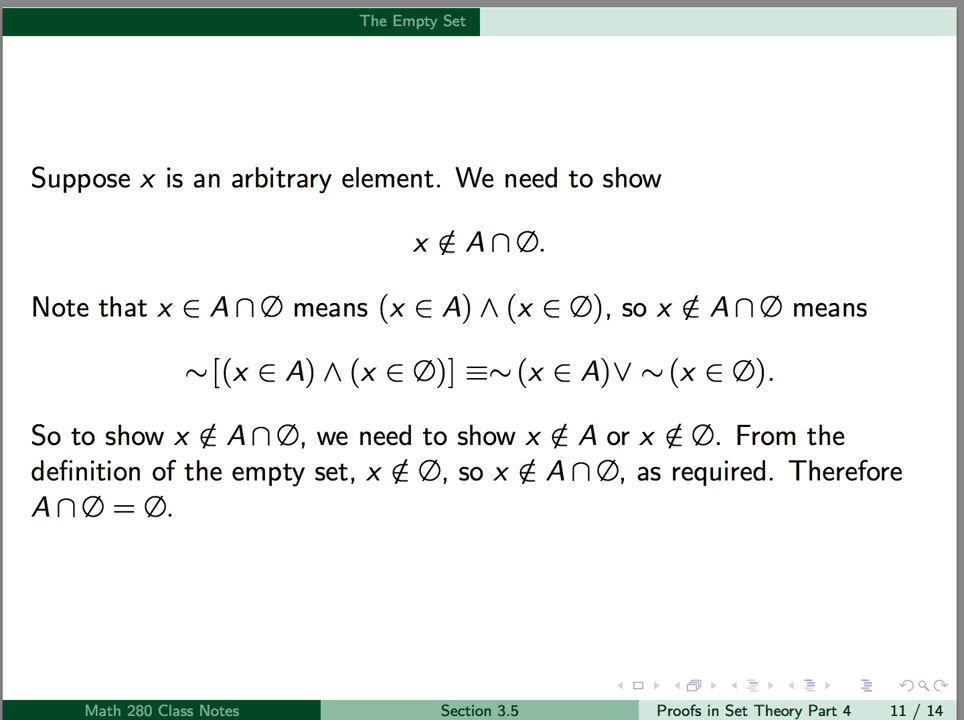 The Empty Set
Suppose x is an arbitrary element. We need to show
x ∉ A ∩ ∅.
Note that x ∈ A ∩ ∅ means (x ∈ A) ∧ (x ∈ ∅), so x ∉ A ∩ ∅ means
∼ [(x ∈ A) ∧ (x ∈ ∅)] ≡∼ (x ∈ A)∨ ∼ (x ∈ ∅).
So to show x ∉ A ∩ ∅, we need to show x ∉ A or x ∉ ∅. From the
definition of the empty set, x ∉ ∅, so x ∉ A ∩ ∅, as required. Therefore
A ∩ ∅ = ∅.
Math 280 Class Notes
Section 3.5
Proofs in Set Theory Part 4
11 / 14